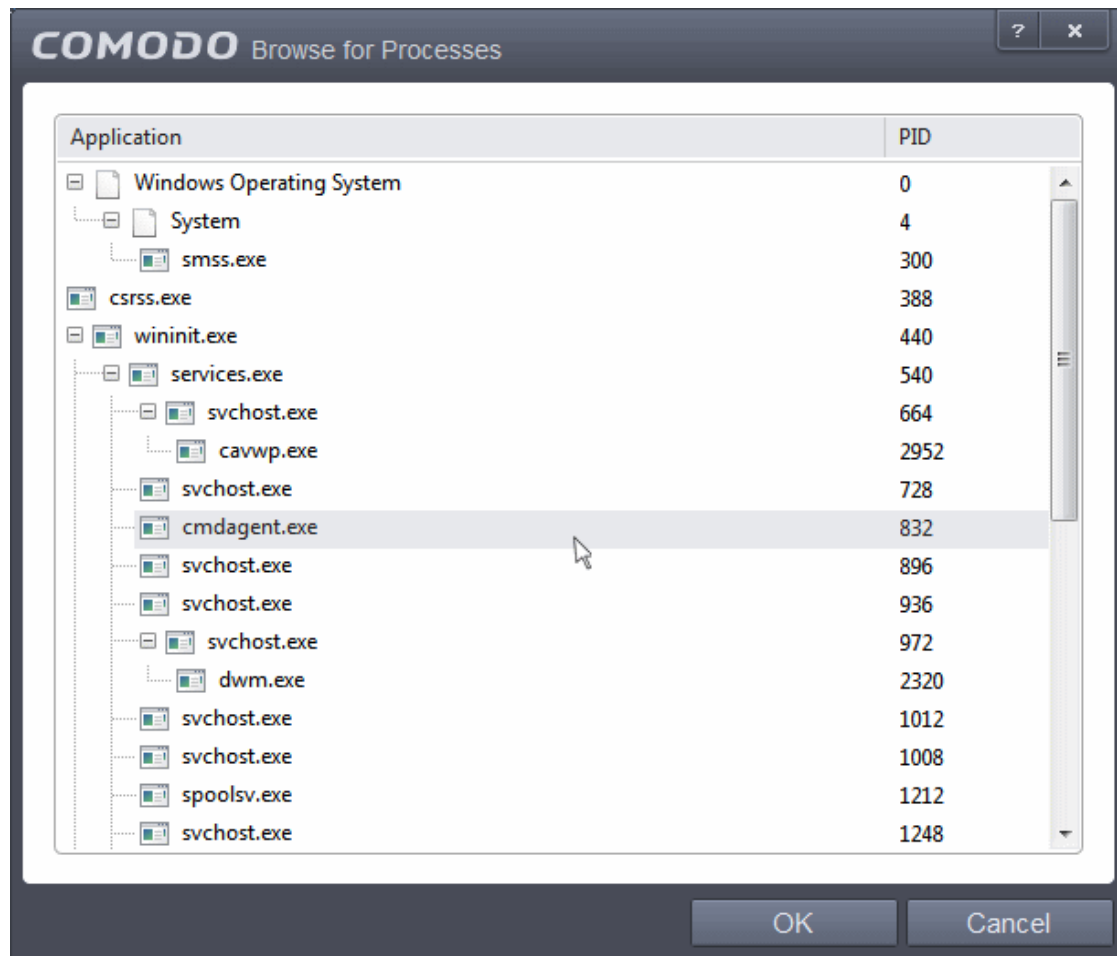 COMODO Browse for Processes ? x
Application PID
Windows Operating System 0
System 4
smss.exe 300
csrss.exe 388
wininit.exe 440
services.exe 540
svchost.exe 664
cavwp.exe 2952
svchost.exe 728
cmdagent.exe 832
svchost.exe 896
svchost.exe 936
svchost.exe 972
dwm.exe 2320
svchost.exe 1012
svchost.exe 1008
spoolsv.exe 1212
svchost.exe 1248
OK Cancel